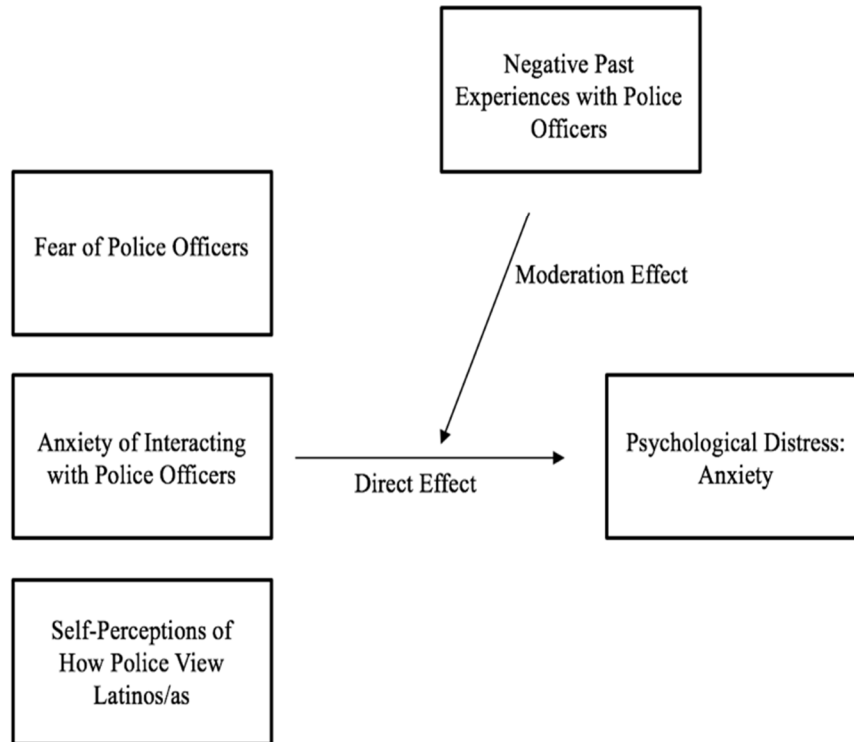 Negative Past
Experiences with Police
Officers
Fear of Police Officers
Moderation Effect
Anxiety of Interacting
with Police Officers
Direct Effect
Psychological Distress:
Anxiety
Self-Perceptions of
How Police View
Latinos/as